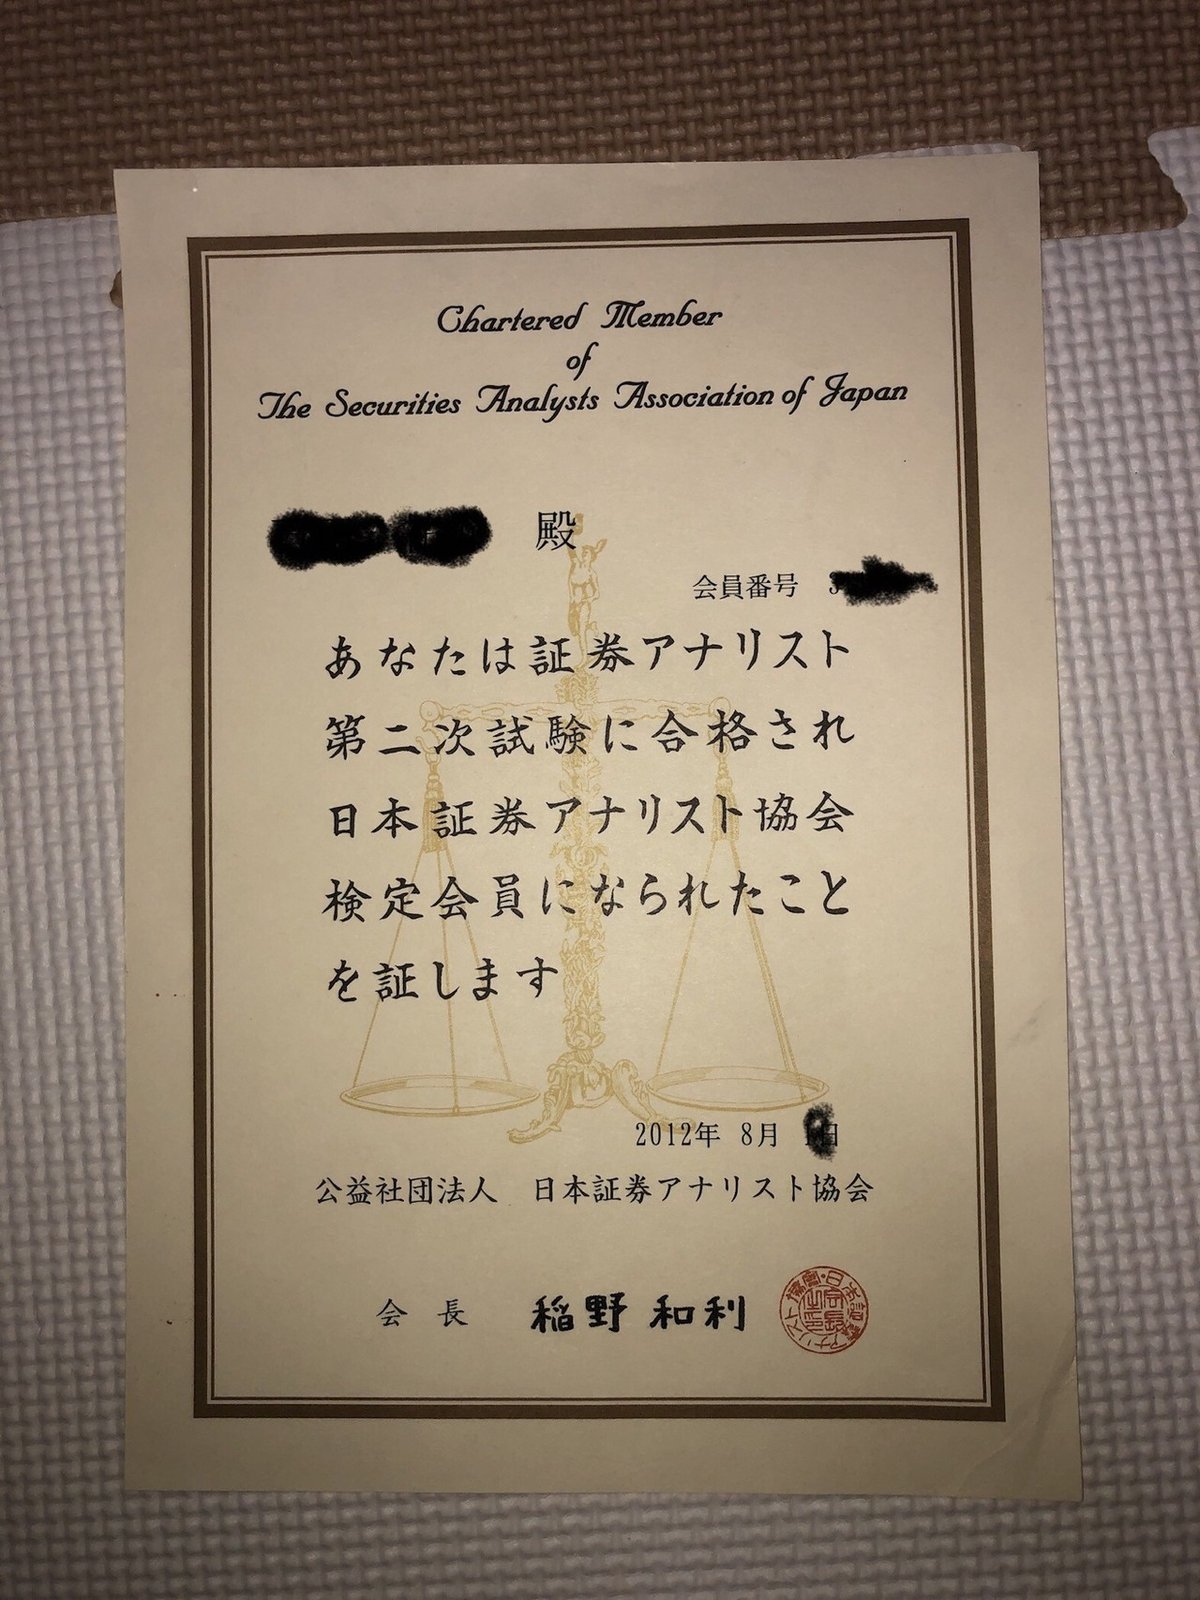 Chartered Member
of
The Securities Analysts Association of Japan
殿
会員番号
あなたは証券アナリスト
第二次試験に合格され
日本証券アナリスト協会
検定会員になられたこと
を証します
2012年 8月 日
公益社団法人 日本証券アナリスト協会
会長 稲野 和利